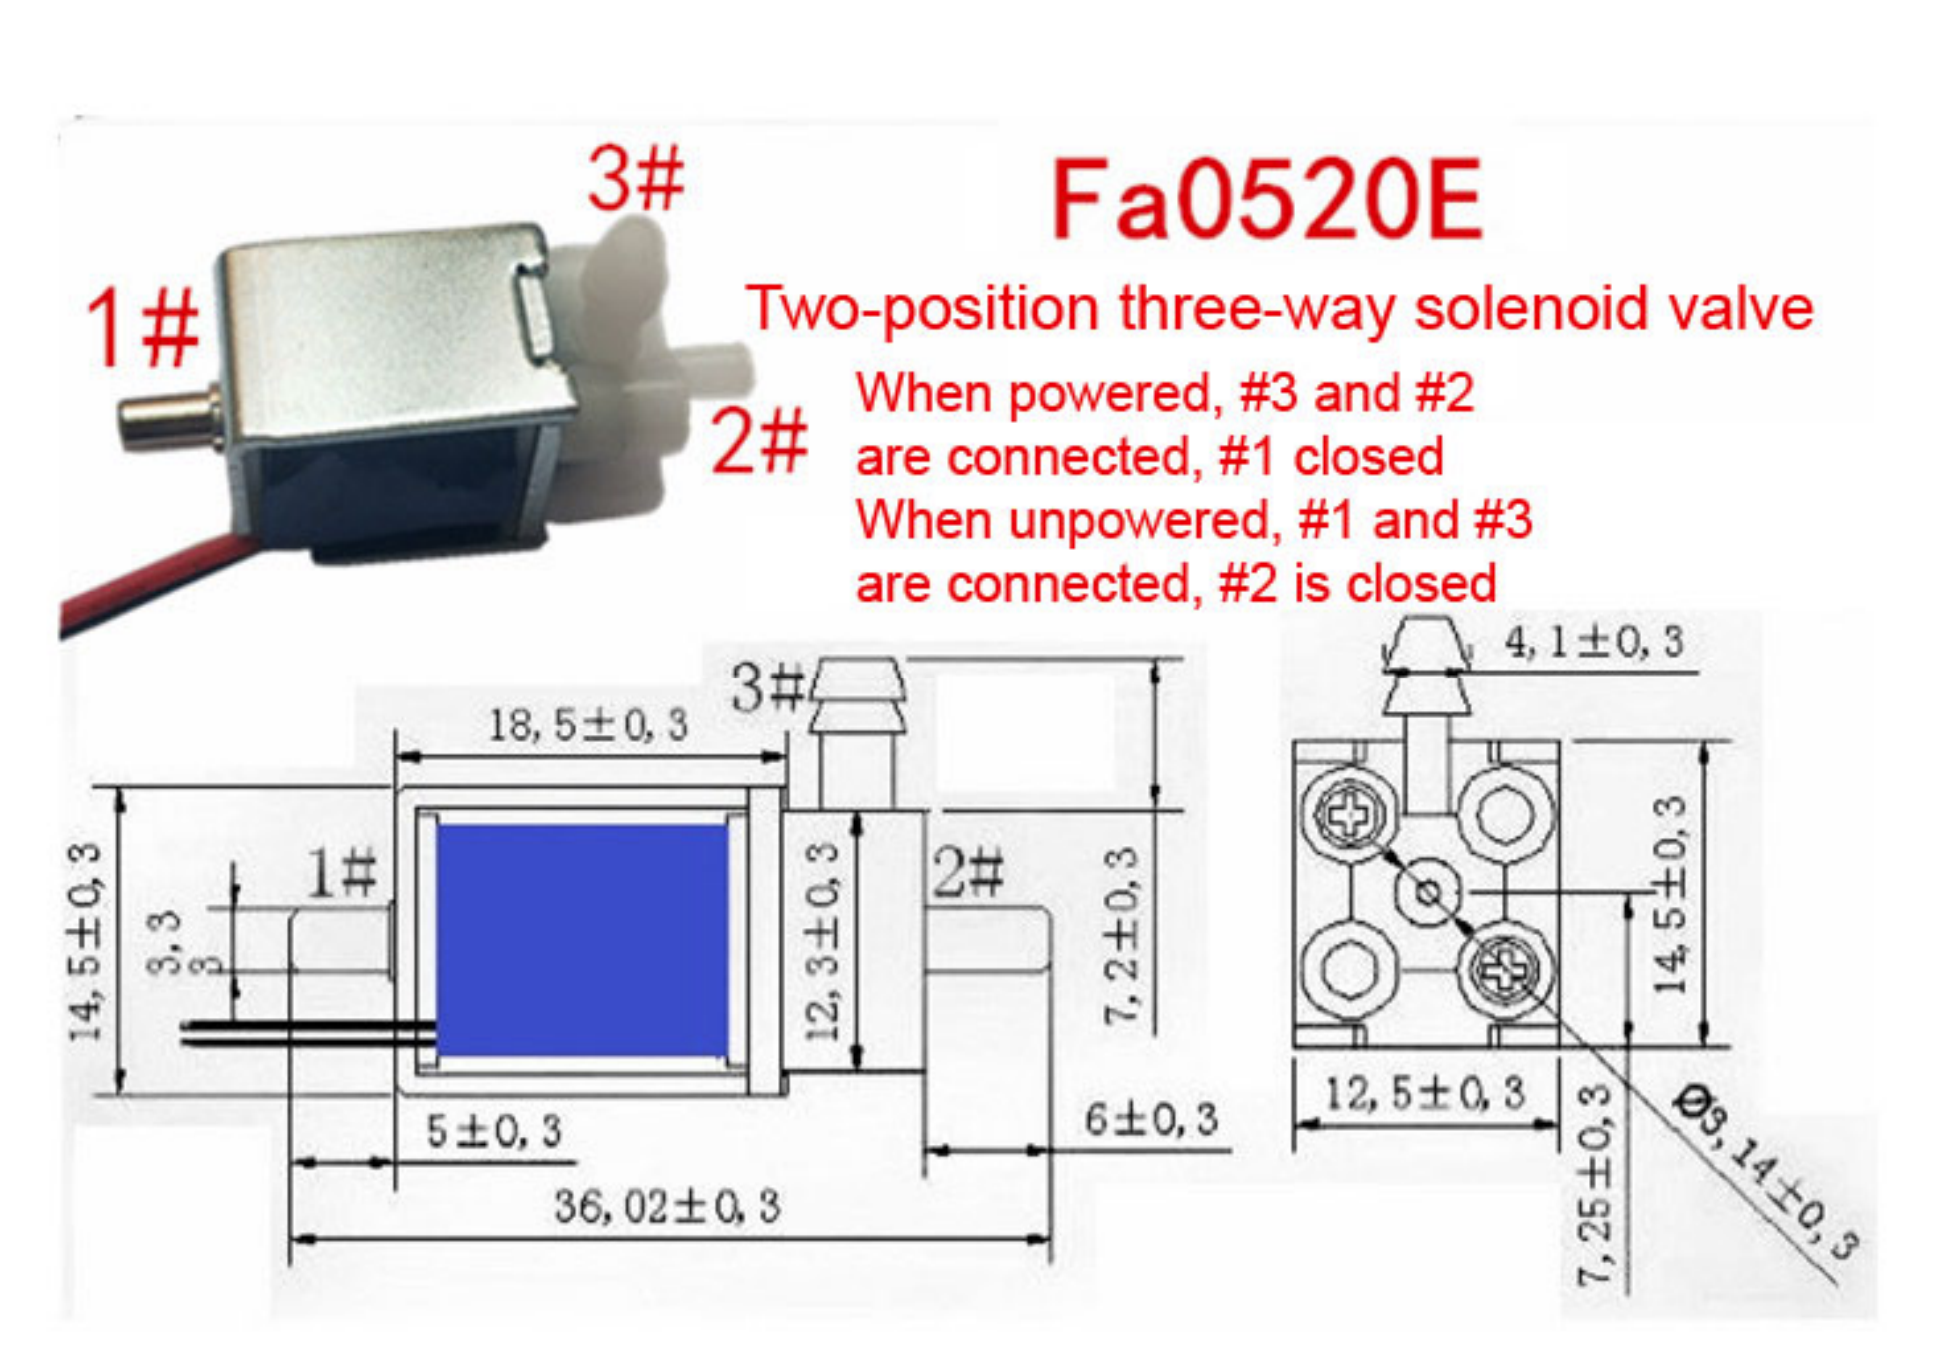 3#
Fa0520E
1#
Two-position three-way solenoid valve
2#
When powered, #3 and #2
are connected, #1 closed
When unpowered, #1 and #3
are connected, #2 is closed
3#
4,1±0,3
18,5±0,3
1#
2#
14,5±0,3
3,3
3
12,3±0,3
7,2±0,3
14,5±0,3
5±0,3
6±0,3
12,5±0,3
36,02±0,3
7,25±0,3
Ø3,14±0,3